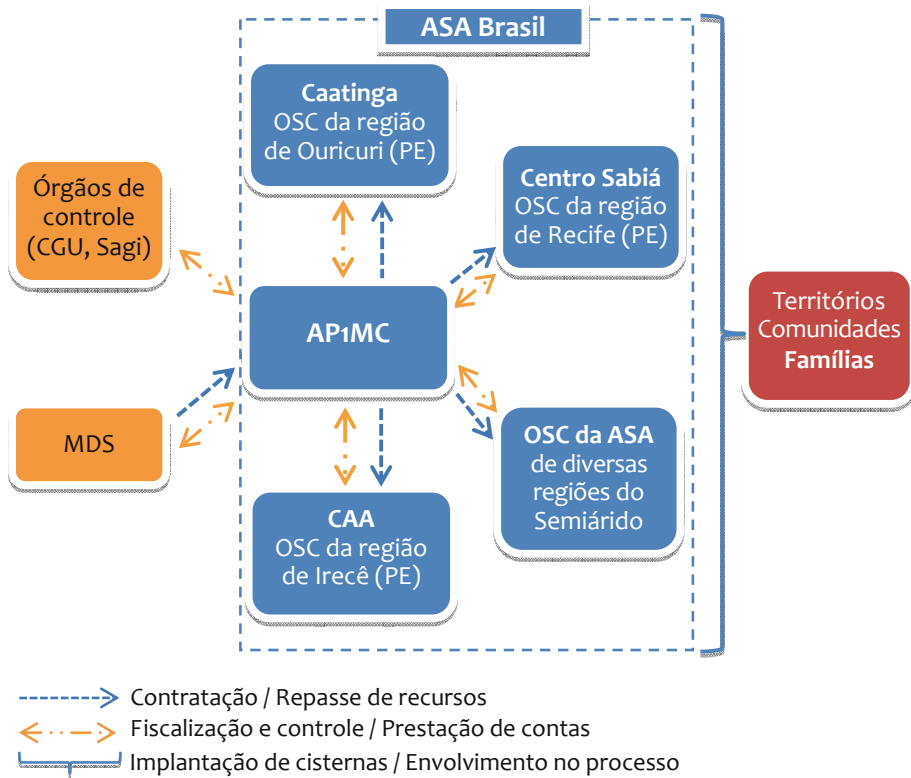 ASA Brasil
Caatinga
OSC da região
de Ouricuri (PE)
Órgãos de
controle
(CGU, Sagi)
Centro Sabiá
OSC da região
de Recife (PE)
AP1MC
Territórios
Comunidades
Famílias
MDS
OSC da ASA
de diversas
regiões do
Semiárido
CAA
OSC da região
de Irecê (PE)
Contratação / Repasse de recursos
Fiscalização e controle / Prestação de contas
Implantação de cisternas / Envolvimento no processo